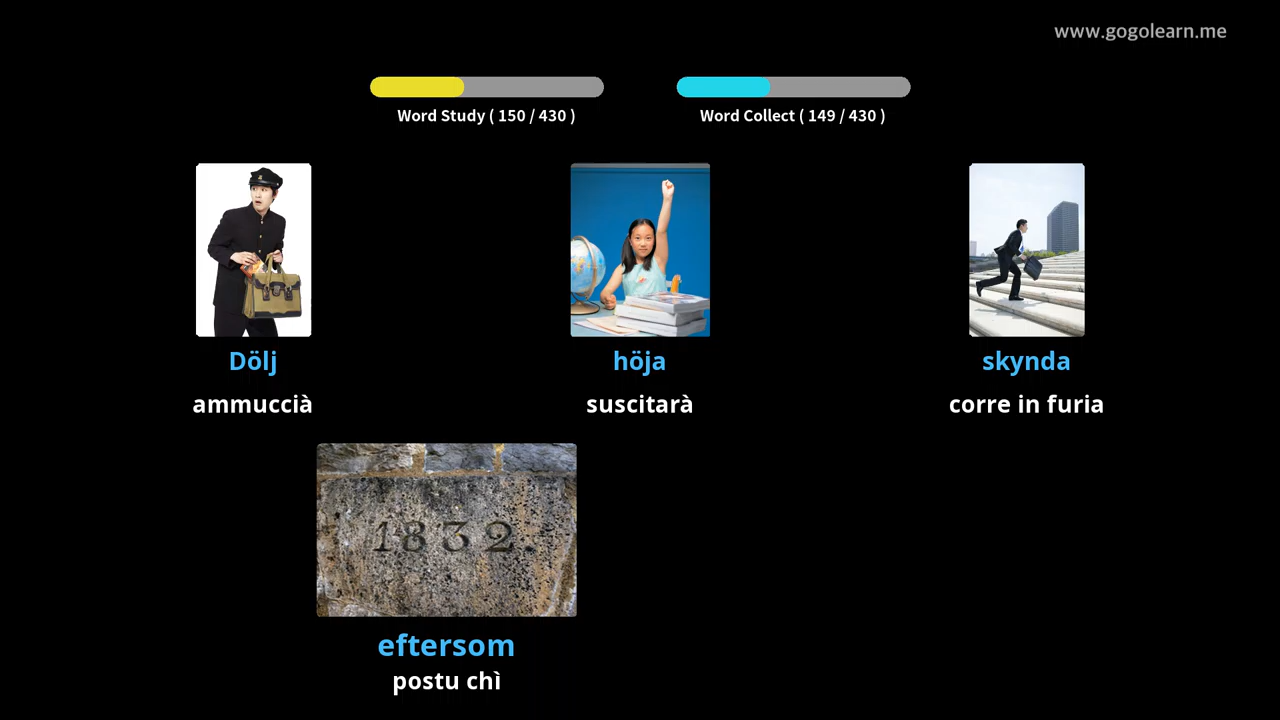 www.gogolearn.me
Word Study ( 150 / 430 )
Word Collect ( 149 / 430 )
Dölj
höja
skynda
ammuccià
suscitarà
corre in furia
1832.
eftersom
postu chì